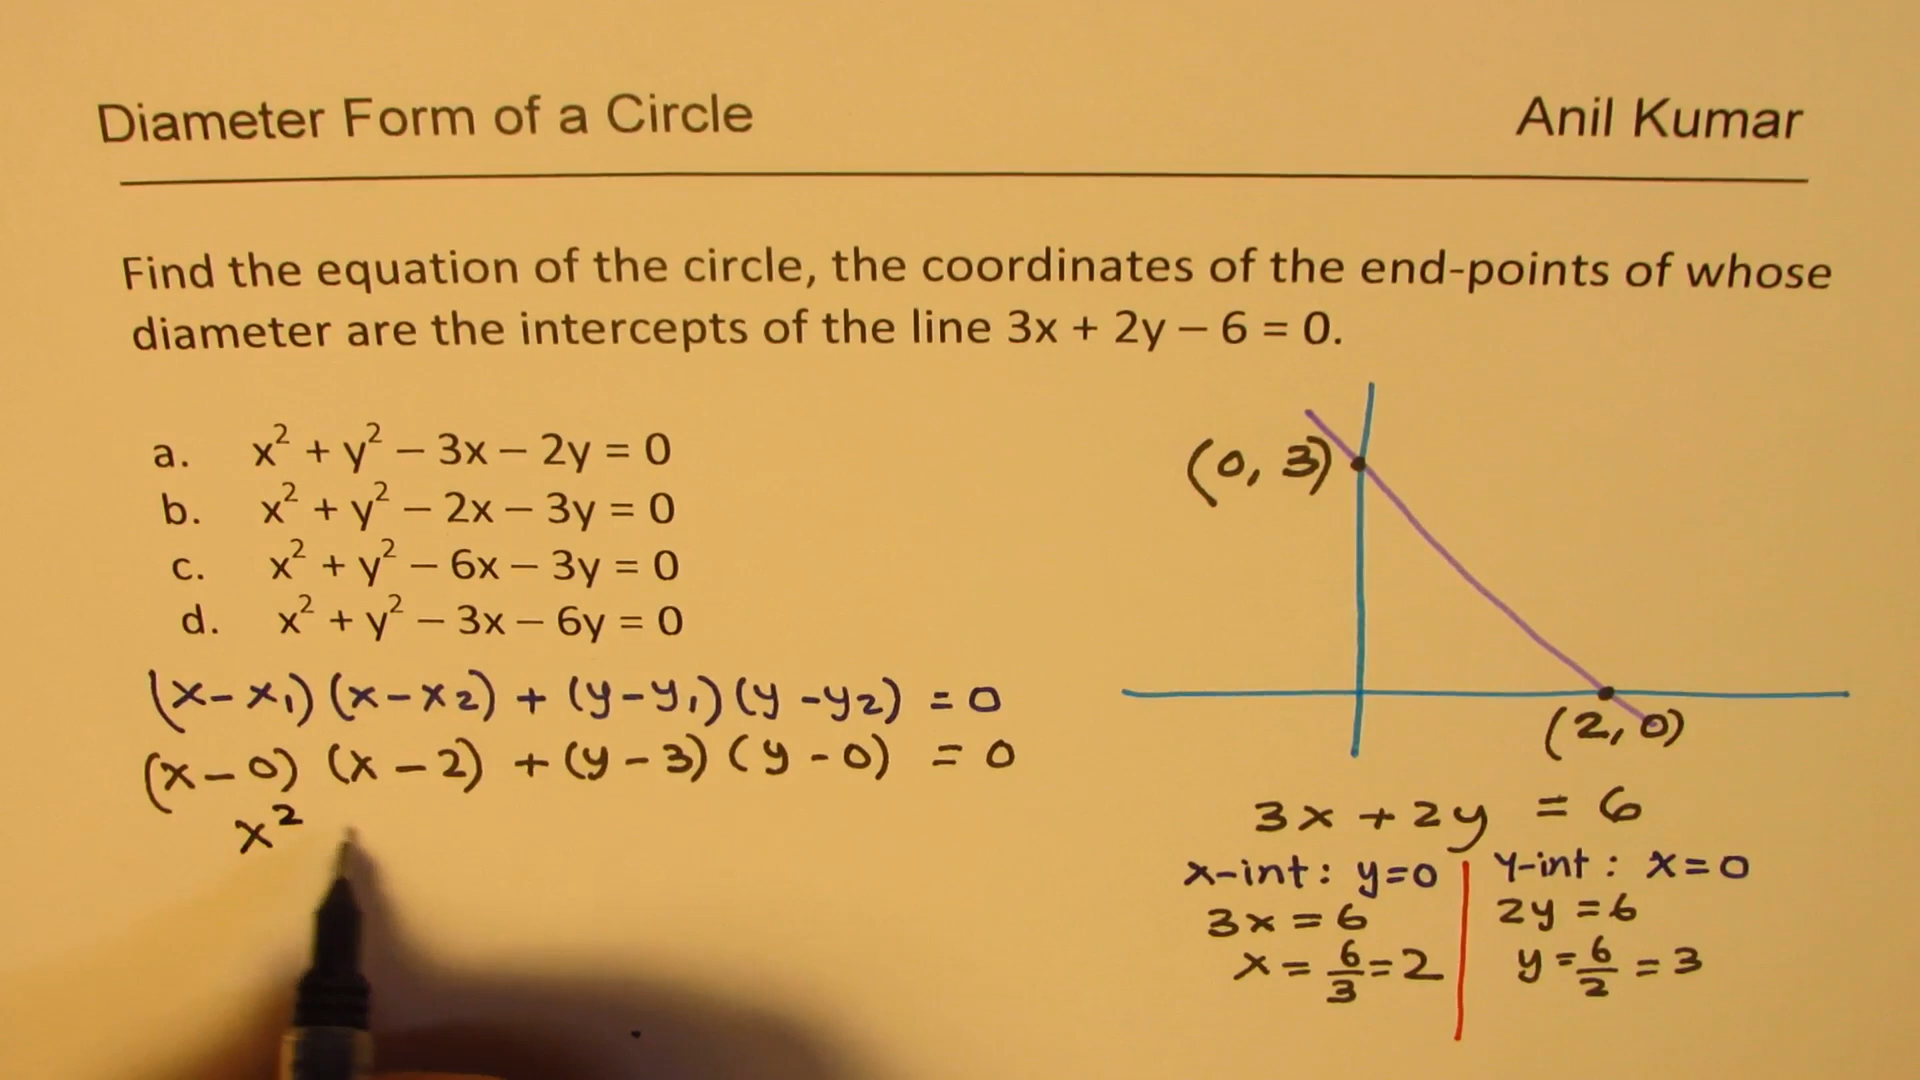 Diameter Form of a Circle
Anil Kumar
Find the equation of the circle, the coordinates of the end-points of whose
diameter are the intercepts of the line 3x + 2y – 6 = 0.
a. x² + y² – 3x – 2y = 0
b. x² + y² – 2x – 3y = 0
c. x² + y² – 6x – 3y = 0
d. x² + y² – 3x – 6y = 0
(x-x₁)(x-x₂) + (y-y₁)(y-y₂) = 0
(x-0)(x-2) + (y-3)(y-0) = 0
x²
(0, 3)
(2, 0)
3x + 2y = 6
x-int: y=0
3x = 6
x = 6/3 = 2
Y-int: x=0
2y = 6
y = 6/2 = 3